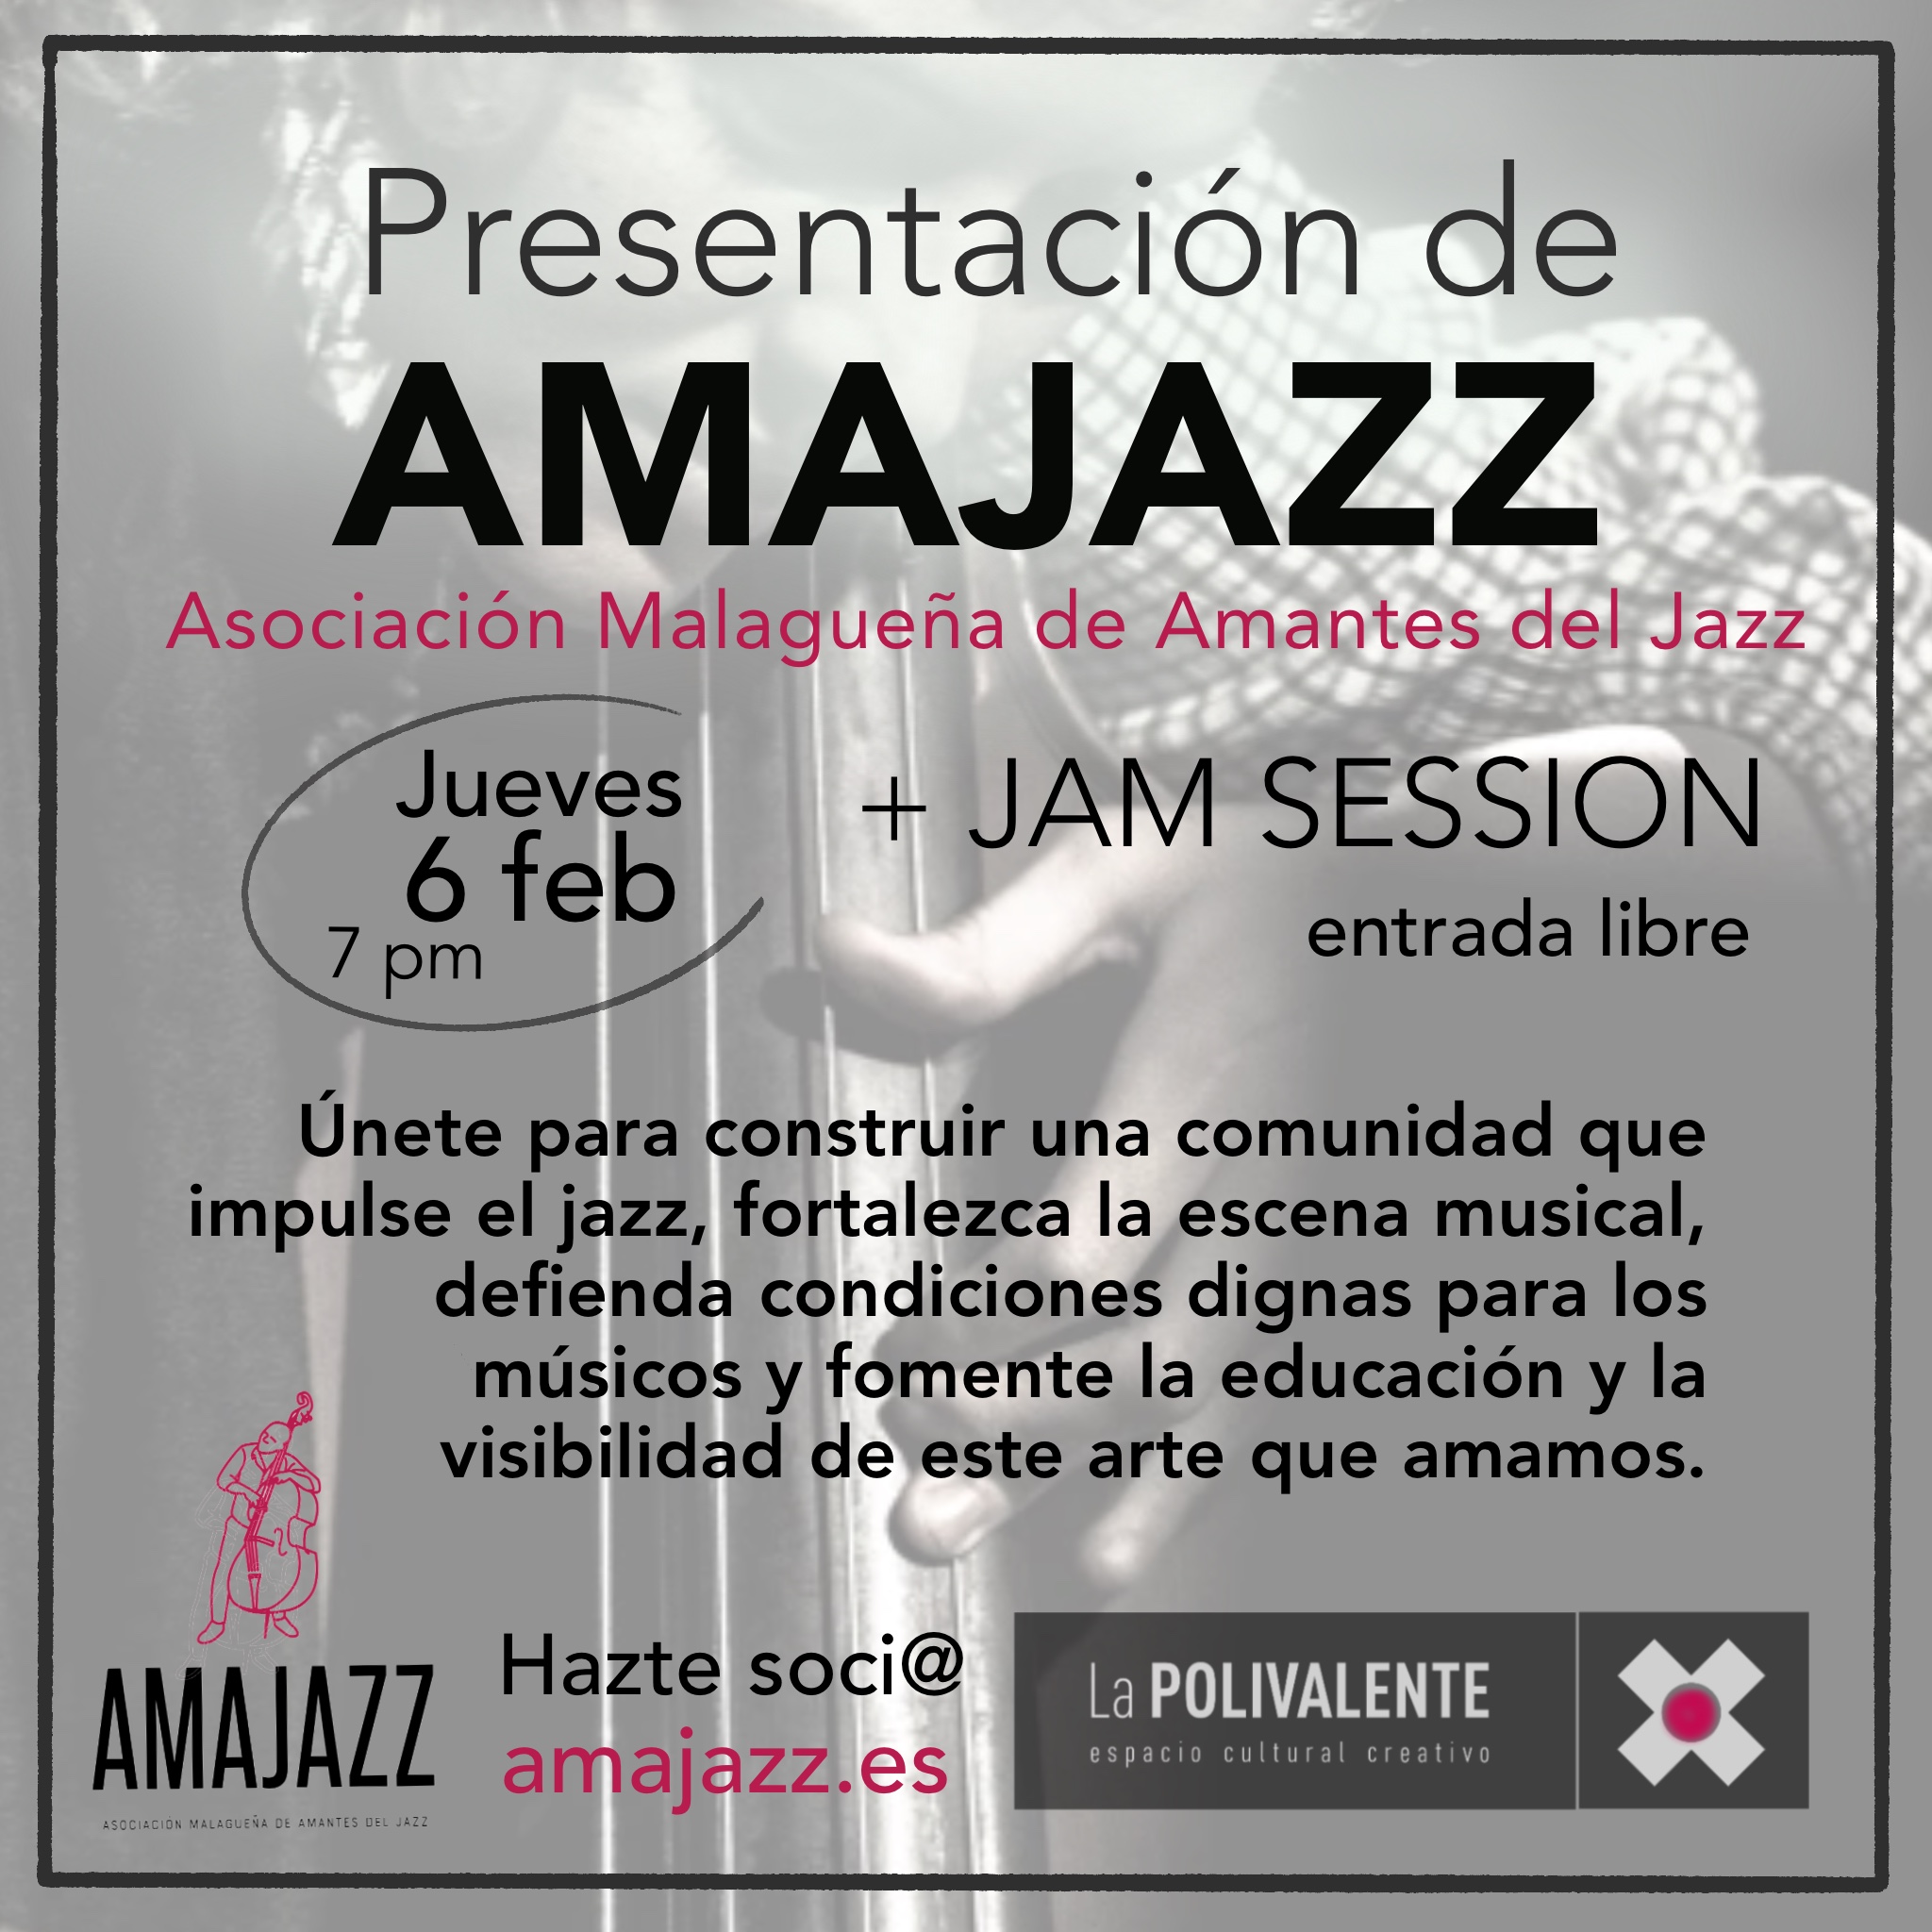 Presentación de
AMAJAZZ
Asociación Malagueña de Amantes del Jazz
Jueves
6 feb
7 pm
+ JAM SESSION
entrada libre
Únete para construir una comunidad que
impulse el jazz, fortalezca la escena musical,
defienda condiciones dignas para los
músicos y fomente la educación y la
visibilidad de este arte que amamos.
AMAJAZZ
ASOCIACIÓN MALAGUEÑA DE AMANTES DEL JAZZ
Hazte soci@
amajazz.es
La POLIVALENTE
espacio cultural creativo